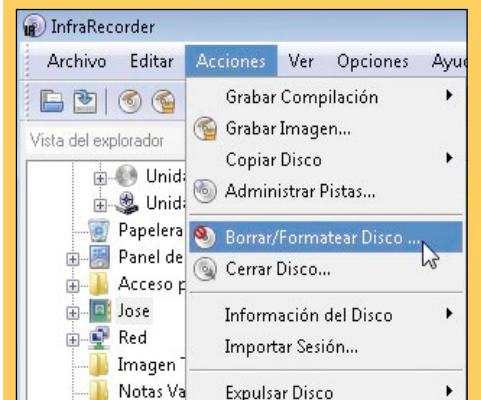 InfraRecorder
Archivo Editar Acciones Ver Opciones
Grabar Compilación
Grabar Imagen...
Vista del explorador
Copiar Disco
Administrar Pistas...
Papelera
Borrar/Formatear Disco ...
Panel de
Cerrar Disco...
Acceso
Jose
Información del Disco
Red
Importar Sesión...
Imagen
Notas
Expulsar Disco